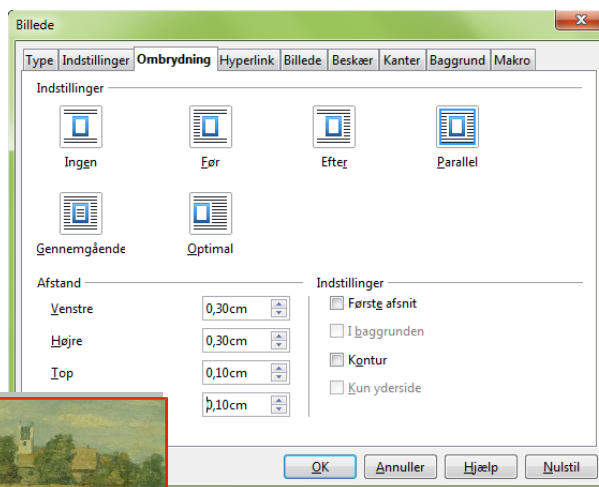 Billede
Type Indstillinger Ombrydning Hyperlink Billede Beskær Kanter Baggrund Makro
Indstillinger
Ingen Før Efter Parallel
Gennemgående Optimal
Afstand
Venstre 0,30cm
Højre 0,30cm
Top 0,10cm
0,10cm
Indstillinger
Første afsnit
I baggrunden
Kontur
Kun yderside
OK Annuller Hjælp Nulstil